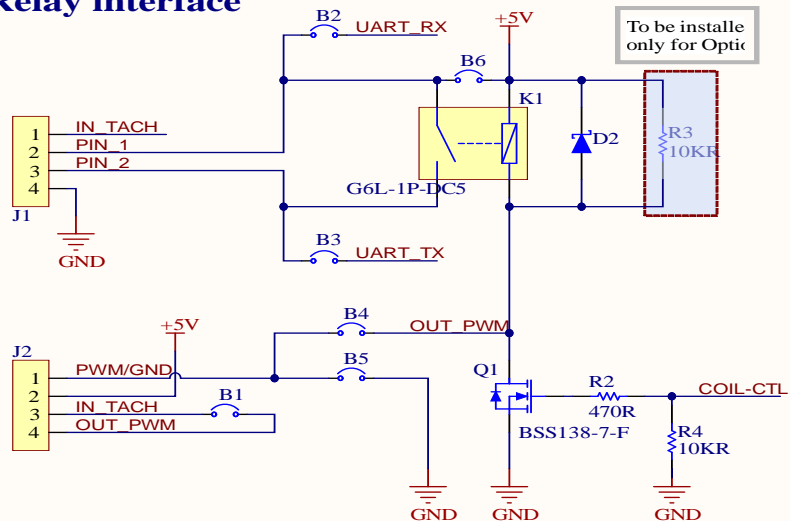 Relay interface
B2
UART_RX
+5V
To be installe
only for Optic
B6
K1
IN_TACH
1
PIN_1
2
PIN_2
3
4
D2
R3
10KR
G6L-1P-DC5
J1
GND
B3
UART_TX
+5V
B4
OUT_PWM
J2
PWM/GND
1
2
B5
B1
IN_TACH
3
OUT_PWM
4
Q1
R2
470R
COIL-CTL
BSS138-7-F
R4
10KR
GND
GND
GND